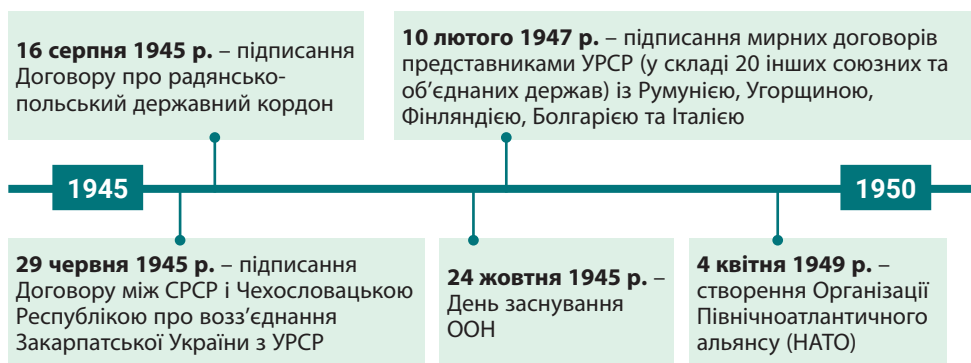 16 серпня 1945 р. – підписання
Договору про радянсько-
польський державний кордон
10 лютого 1947 р. – підписання мирних договорів
представниками УРСР (у складі 20 інших союзних та
об’єднаних держав) із Румунією, Угорщиною,
Фінляндією, Болгарією та Італією
1945
1950
29 червня 1945 р. – підписання
Договору між СРСР і Чехословацькою
Республікою про возз’єднання
Закарпатської України з УРСР
24 жовтня 1945 р. –
День заснування
ООН
4 квітня 1949 р. –
створення Організації
Північноатлантичного
альянсу (НАТО)